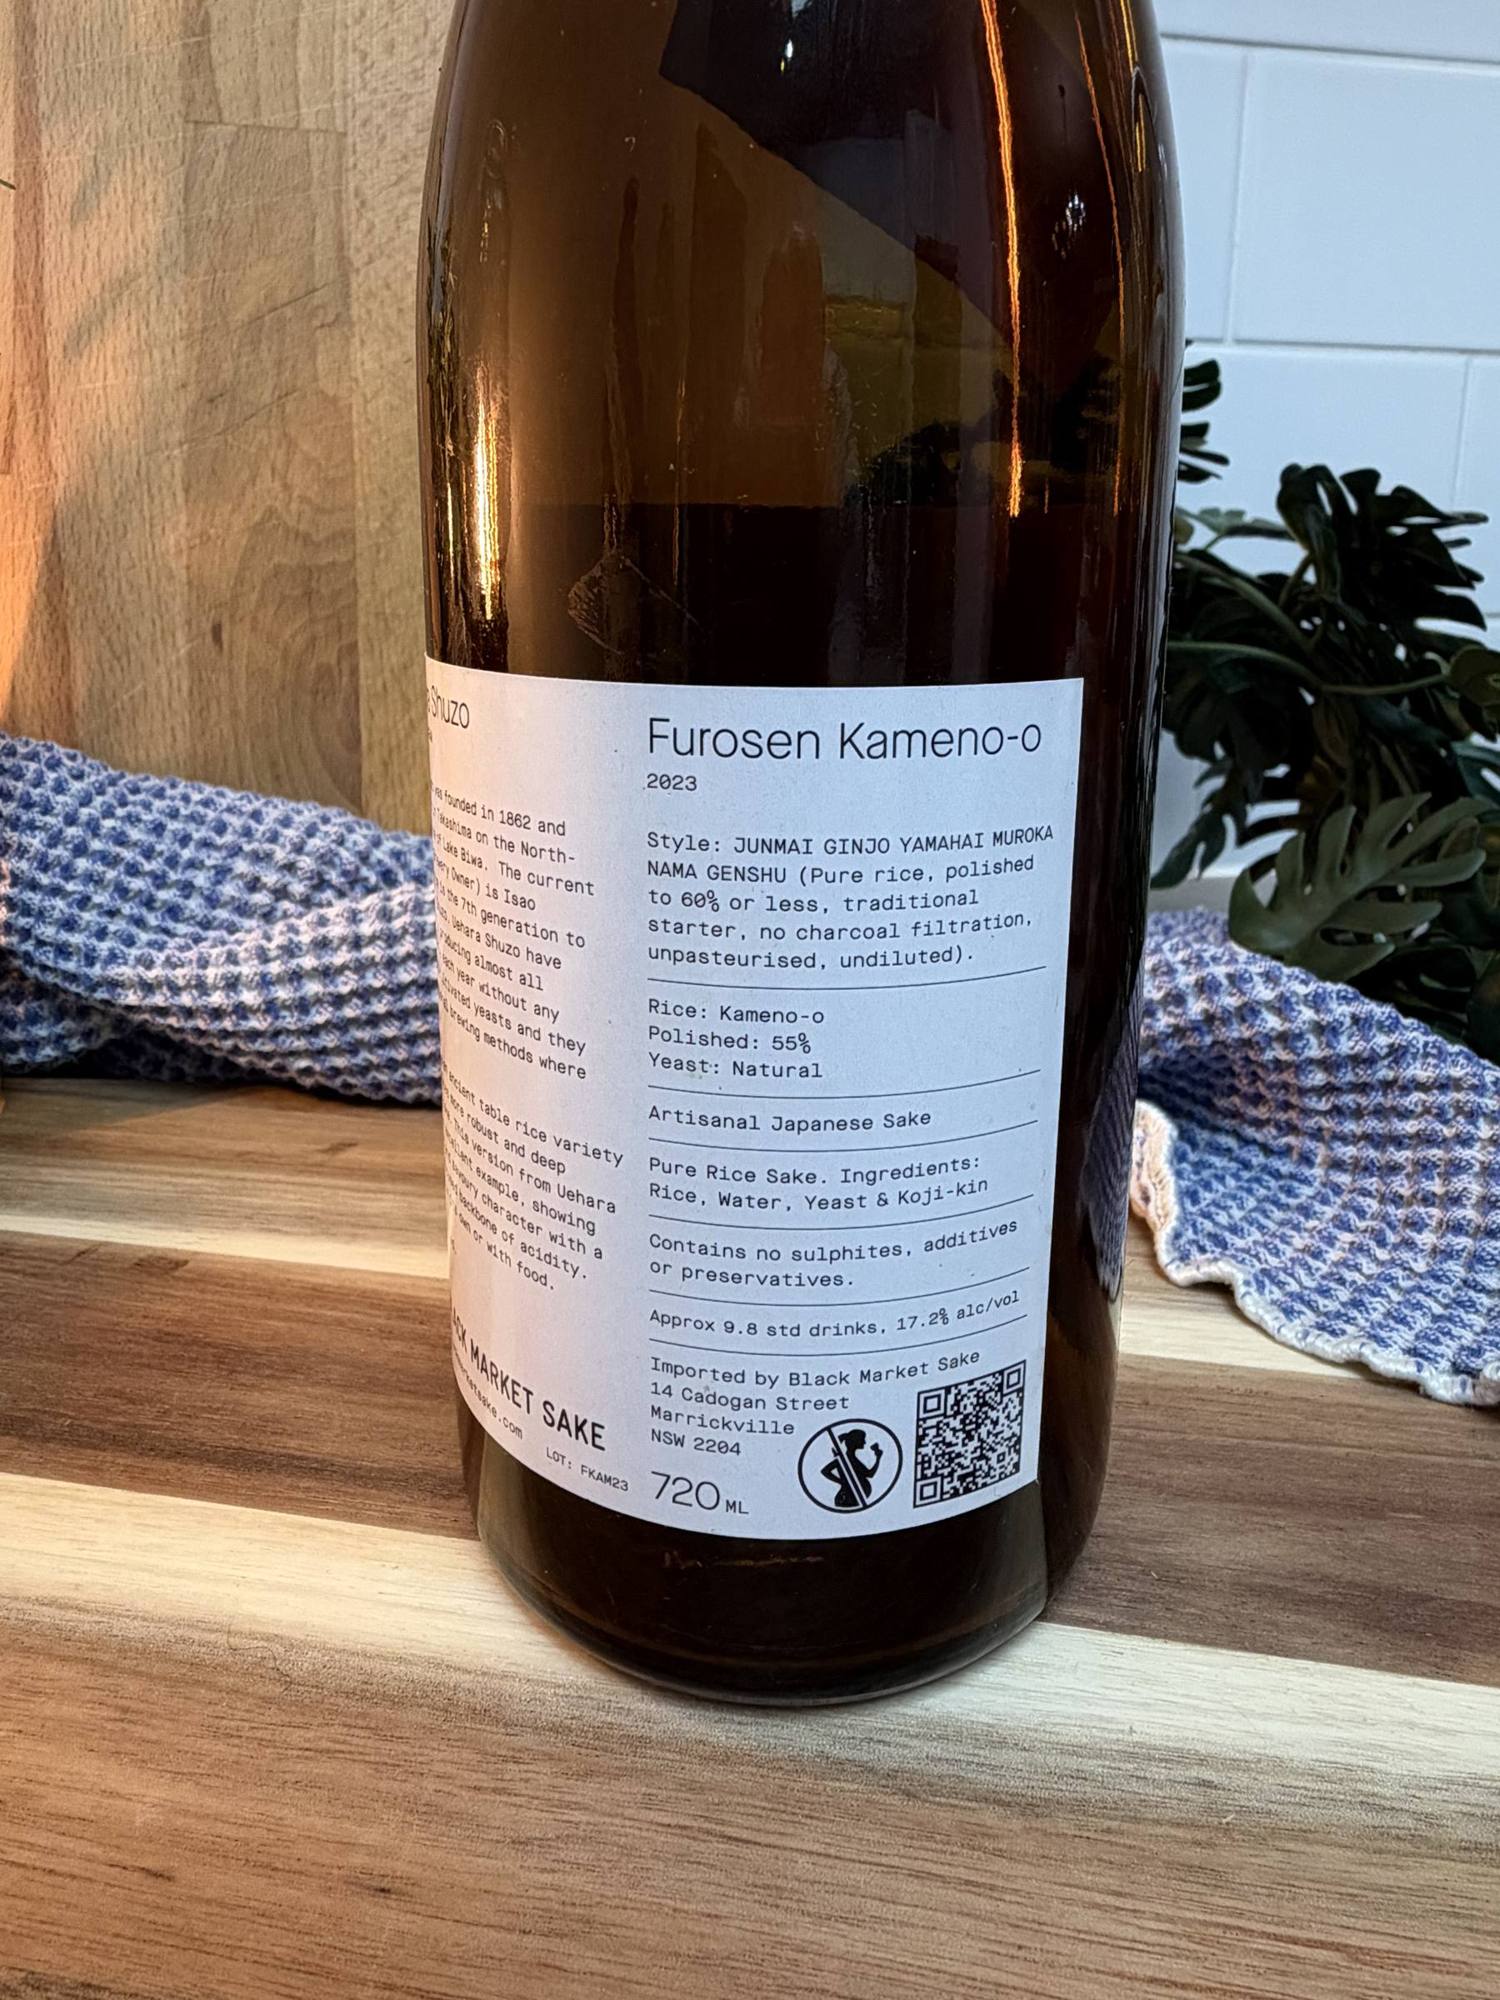 Shuzo
was founded in 1862 and
Takashima on the North-
of Lake Biwa. The current
Owner) is Isao
is the 7th generation to
Uehara Shuzo have
producing almost all
each year without any
yeasts and they
brewing methods where
ancient table rice variety
more robust and deep
This version from Uehara
excellent example, showing
savoury character with a
backbone of acidity.
own or with food.
MARKET SAKE
LOT: FKAM23
Furosen Kameno-o
2023
Style: JUNMAI GINJO YAMAHAI MUROKA
NAMA GENSHU (Pure rice, polished
to 60% or less, traditional
starter, no charcoal filtration,
unpasteurised, undiluted).
Rice: Kameno-o
Polished: 55%
Yeast: Natural
Artisanal Japanese Sake
Pure Rice Sake. Ingredients:
Rice, Water, Yeast & Koji-kin
Contains no sulphites, additives
or preservatives.
Approx 9.8 std drinks, 17.2% alc/vol
Imported by Black Market Sake
14 Cadogan Street
Marrickville
NSW 2204
720 ML